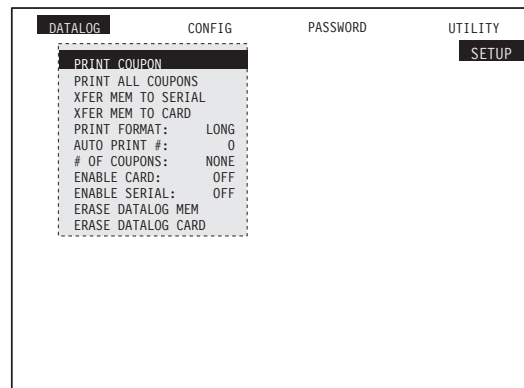 DATALOG CONFIG PASSWORD UTILITY
SETUP
PRINT COUPON
PRINT ALL COUPONS
XFER MEM TO SERIAL
XFER MEM TO CARD
PRINT FORMAT: LONG
AUTO PRINT #: 0
# OF COUPONS: NONE
ENABLE CARD: OFF
ENABLE SERIAL: OFF
ERASE DATALOG MEM
ERASE DATALOG CARD